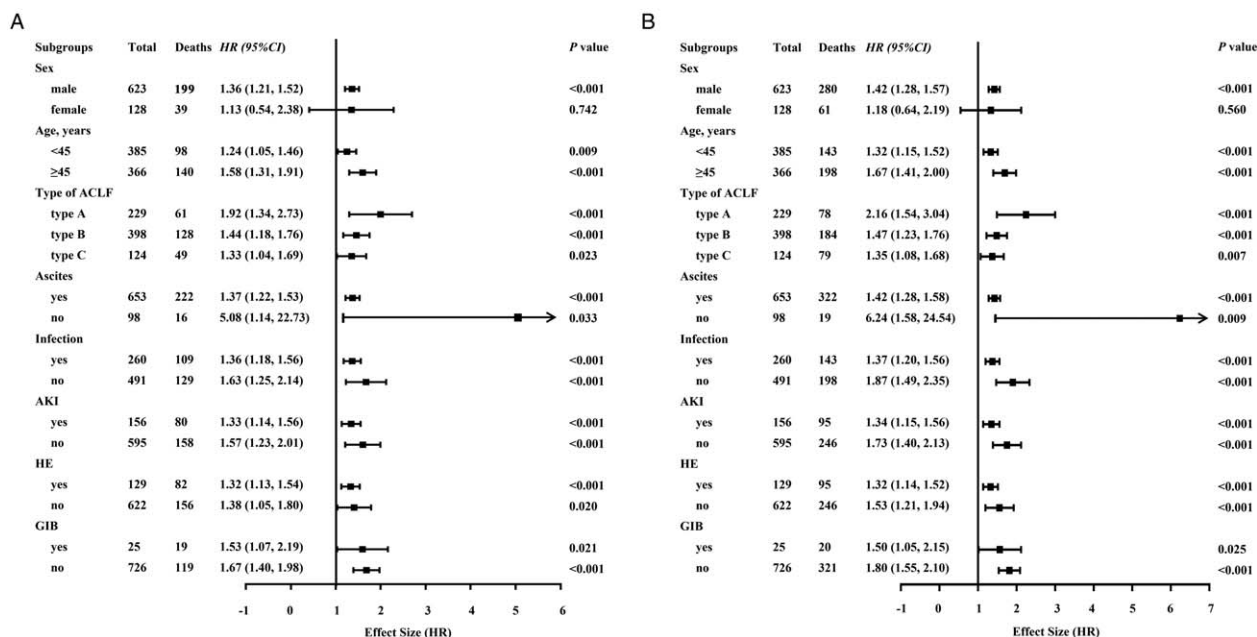 A
Subgroups Total Deaths HR (95%CI) P value
Sex
male 623 199 1.36 (1.21, 1.52) <0.001
female 128 39 1.13 (0.54, 2.38) 0.742
Age, years
<45 385 98 1.24 (1.05, 1.46) 0.009
≥45 366 140 1.58 (1.31, 1.91) <0.001
Type of ACLF
type A 229 61 1.92 (1.34, 2.73) <0.001
type B 398 128 1.44 (1.18, 1.76) <0.001
type C 124 49 1.33 (1.04, 1.69) 0.023
Ascites
yes 653 222 1.37 (1.22, 1.53) <0.001
no 98 16 5.08 (1.14, 22.73) 0.033
Infection
yes 260 109 1.36 (1.18, 1.56) <0.001
no 491 129 1.63 (1.25, 2.14) <0.001
AKI
yes 156 80 1.33 (1.14, 1.56) <0.001
no 595 158 1.57 (1.23, 2.01) <0.001
HE
yes 129 82 1.32 (1.13, 1.54) <0.001
no 622 156 1.38 (1.05, 1.80) 0.020
GIB
yes 25 19 1.53 (1.07, 2.19) 0.021
no 726 119 1.67 (1.40, 1.98) <0.001
-1 0 1 2 3 4 5 6
Effect Size (HR)
B
Subgroups Total Deaths HR (95%CI) P value
Sex
male 623 280 1.42 (1.28, 1.57) <0.001
female 128 61 1.18 (0.64, 2.19) 0.560
Age, years
<45 385 143 1.32 (1.15, 1.52) <0.001
≥45 366 198 1.67 (1.41, 2.00) <0.001
Type of ACLF
type A 229 78 2.16 (1.54, 3.04) <0.001
type B 398 184 1.47 (1.23, 1.76) <0.001
type C 124 79 1.35 (1.08, 1.68) 0.007
Ascites
yes 653 322 1.42 (1.28, 1.58) <0.001
no 98 19 6.24 (1.58, 24.54) 0.009
Infection
yes 260 143 1.37 (1.20, 1.56) <0.001
no 491 198 1.87 (1.49, 2.35) <0.001
AKI
yes 156 95 1.34 (1.15, 1.56) <0.001
no 595 246 1.73 (1.40, 2.13) <0.001
HE
yes 129 95 1.32 (1.14, 1.52) <0.001
no 622 246 1.53 (1.21, 1.94) <0.001
GIB
yes 25 20 1.50 (1.05, 2.15) 0.025
no 726 321 1.80 (1.55, 2.10) <0.001
-1 0 1 2 3 4 5 6 7
Effect Size (HR)